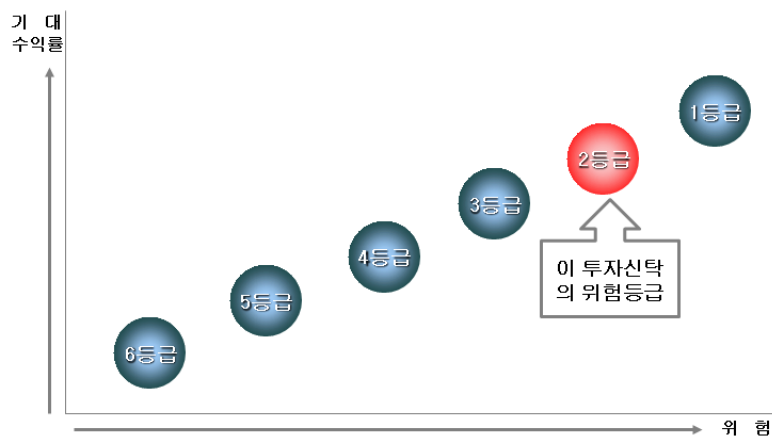 기 대
수익률
1등급
2등급
3등급
이 투자신탁
의 위험등급
4등급
5등급
6등급
위 험